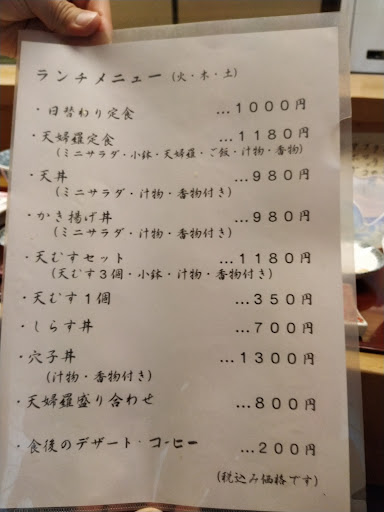 ランチメニュー(火・木・土)
・日替わり定食 …1000円
・天婦羅定食 …1180円
(ミニサラダ・小鉢・天婦羅・ご飯・汁物・香物)
・天丼 …980円
(ミニサラダ・汁物・香物付き)
・かき揚げ丼 …980円
(ミニサラダ・汁物・香物付き)
・天むすセット …1180円
(天むす3個・小鉢・汁物・香物付き)
・天むす1個 …350円
・しらす丼 …700円
・穴子丼 …1300円
(汁物・香物付き)
・天婦羅盛り合わせ …800円
・食後のデザート・コーヒー …200円
(税込み価格です)